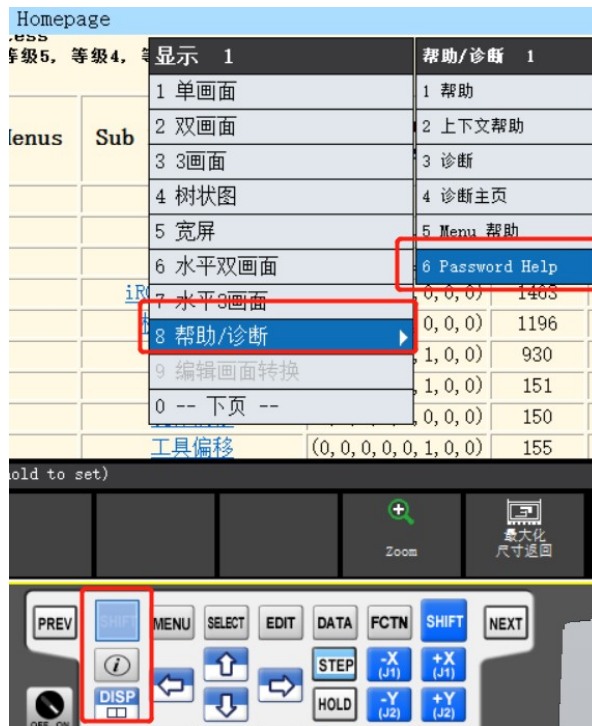 Homepage
等级5, 等级4,
显示 1
帮助/诊断 1
1 单画面
1 帮助
Menus
Sub
2 双画面
2 上下文帮助
3 3画面
3 诊断
4 树状图
4 诊断主页
5 宽屏
5 Menu 帮助
6 水平双画面
6 Password Help
7 水平3画面
0, 0, 0)
1463
8 帮助/诊断
0, 0, 0)
1196
9 编辑画面转换
1, 0, 0)
930
1, 0, 0)
151
0 -- 下页 --
0, 0, 0)
150
工具偏移
(0, 0, 0, 0, 0, 1, 0, 0)
155
old to set)
Zoom
最大化
尺寸返回
PREV
SHIFT
MENU
SELECT
EDIT
DATA
FCTN
SHIFT
NEXT
i
STEP
-X
(J1)
+X
(J1)
DISP
HOLD
-Y
(J2)
+Y
(J2)
OFF ON